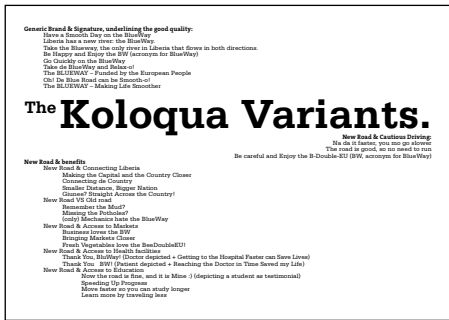 Generic Brand & Signature, underlining the good quality:
Have a Smooth Day on the BlueWay
Liberia has a new river: the BlueWay.
Take the Blueway, the only river in Liberia that flows in both directions.
Be Happy and Enjoy the BW (acronym for BlueWay)
Go Quickly on the BlueWay
Take de BlueWay and Relax-o!
The BLUEWAY – Funded by the European People
Oh! De Blue Road can be Smooth-o!
The BLUEWAY – Making Life Smoother
The Koloqua Variants.
New Road & Cautious Driving:
Na da it faster, you mo go slower
The road is good, so no need to run
Be careful and Enjoy the B-Double-EU (BW, acronym for BlueWay)
New Road & benefits
New Road & Connecting Liberia
Making the Capital and the Country Closer
Connecting de Country
Smaller Distance, Bigger Nation
Giunee? Straight Across the Country!
New Road VS Old road
Remember the Mud?
Missing the Potholes?
(only) Mechanics hate the BlueWay
New Road & Access to Markets
Business loves the BW
Bringing Markets Closer
Fresh Vegetables love the BeeDoubleEU!
New Road & Access to Health facilities
Thank You, BluWay! (Doctor depicted + Getting to the Hospital Faster can Save Lives)
Thank You BW! (Patient depicted + Reaching the Doctor in Time Saved my Life)
New Road & Access to Education
Now the road is fine, and it is Mine :) (depicting a student as testimonial)
Speeding Up Progress
Move faster so you can study longer
Learn more by traveling less